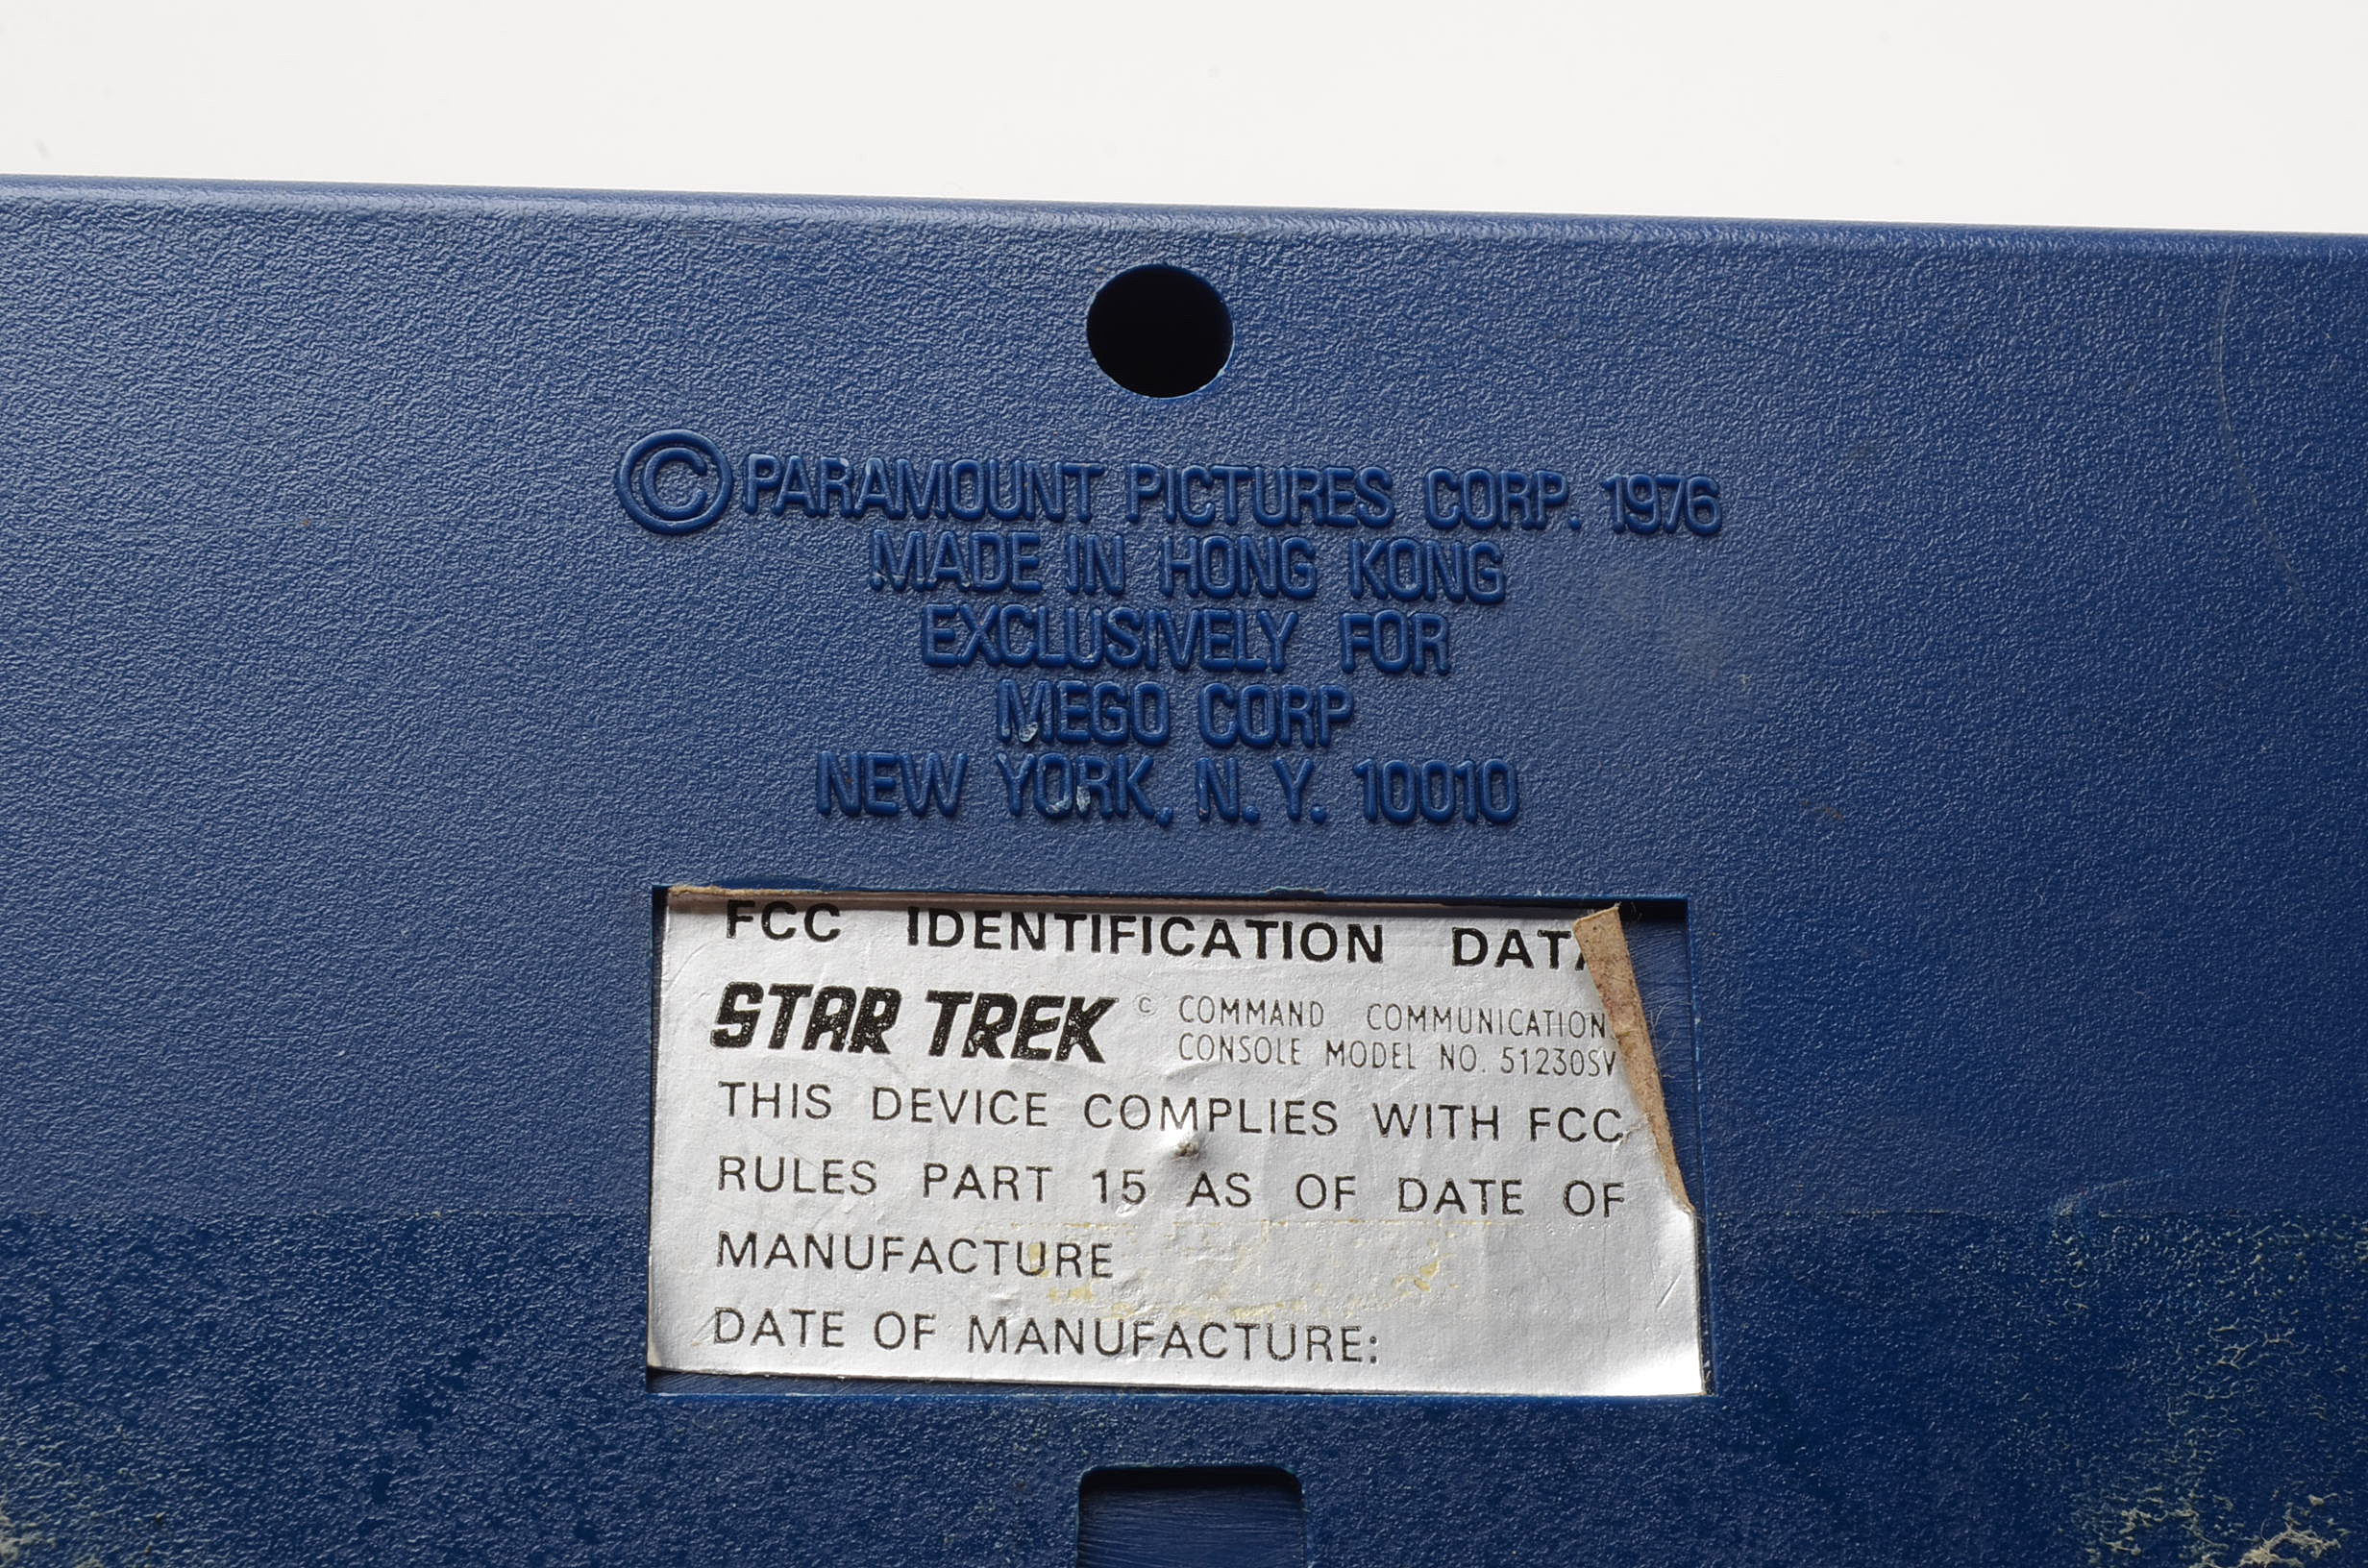 ©PARAMOUNT PICTURES CORP. 1976
MADE IN HONG KONG
EXCLUSIVELY FOR
MEGO CORP
NEW YORK, N.Y. 10010
FCC IDENTIFICATION DATA
STAR TREK © COMMAND COMMUNICATION
CONSOLE MODEL NO. 51230SV
THIS DEVICE COMPLIES WITH FCC
RULES PART 15 AS OF DATE OF
MANUFACTURE
DATE OF MANUFACTURE: